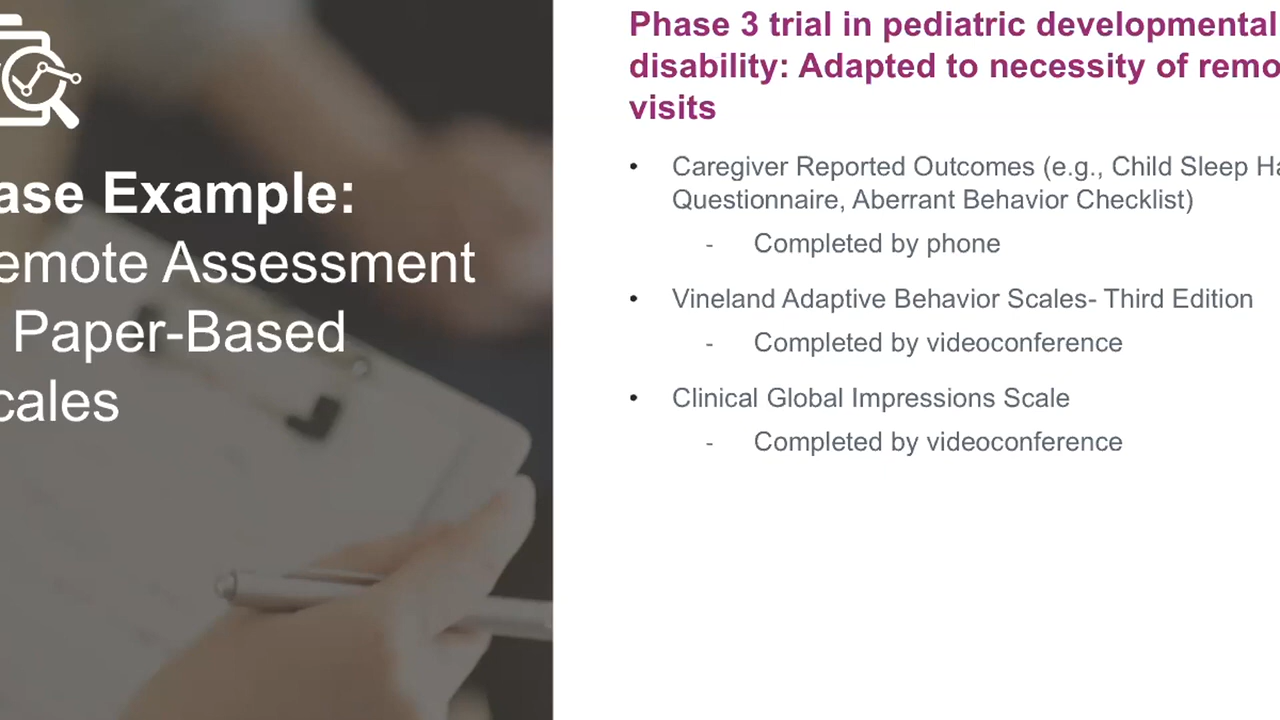 ase Example:
emote Assessment
Paper-Based
cales
Phase 3 trial in pediatric developmental
disability: Adapted to necessity of remo
visits
• Caregiver Reported Outcomes (e.g., Child Sleep Ha
Questionnaire, Aberrant Behavior Checklist)
- Completed by phone
• Vineland Adaptive Behavior Scales- Third Edition
- Completed by videoconference
• Clinical Global Impressions Scale
- Completed by videoconference